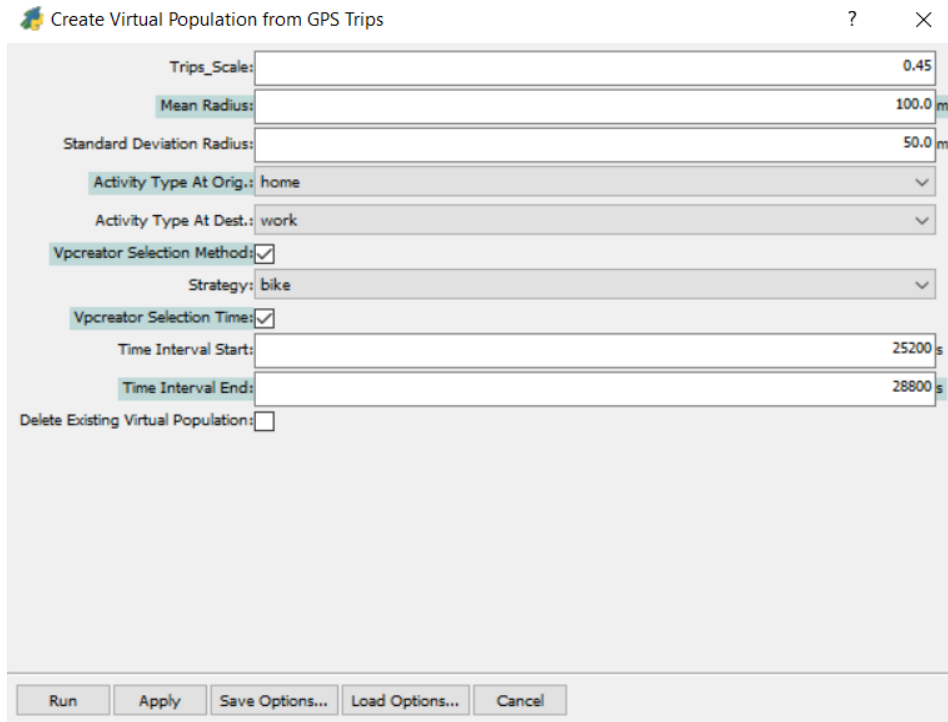 Create Virtual Population from GPS Trips ?
Trips_Scale: 0.45
Mean Radius: 100.0 m
Standard Deviation Radius: 50.0 m
Activity Type At Orig.: home
Activity Type At Dest.: work
Vpcreator Selection Method:
Strategy: bike
Vpcreator Selection Time:
Time Interval Start: 25200 s
Time Interval End: 28800 s
Delete Existing Virtual Population:
Run Apply Save Options... Load Options... Cancel